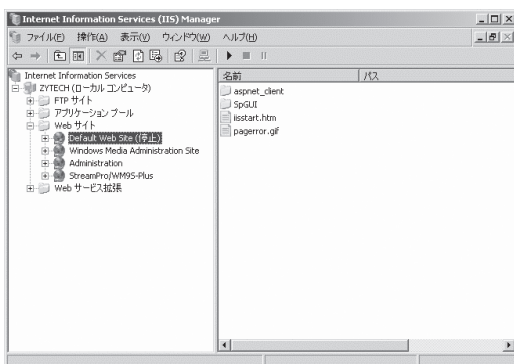 Internet Information Services (IIS) Manager
ファイル(F) 操作(A) 表示(V) ウィンドウ(W) ヘルプ(H)
Internet Information Services
ZYTECH (ローカル コンピュータ)
FTP サイト
アプリケーション プール
Web サイト
Default Web Site ((停止))
Windows Media Administration Site
Administration
StreamPro/WM9S-Plus
Web サービス拡張
名前 パス
aspnet_client
SpGUI
iisstart.htm
pagerror.gif